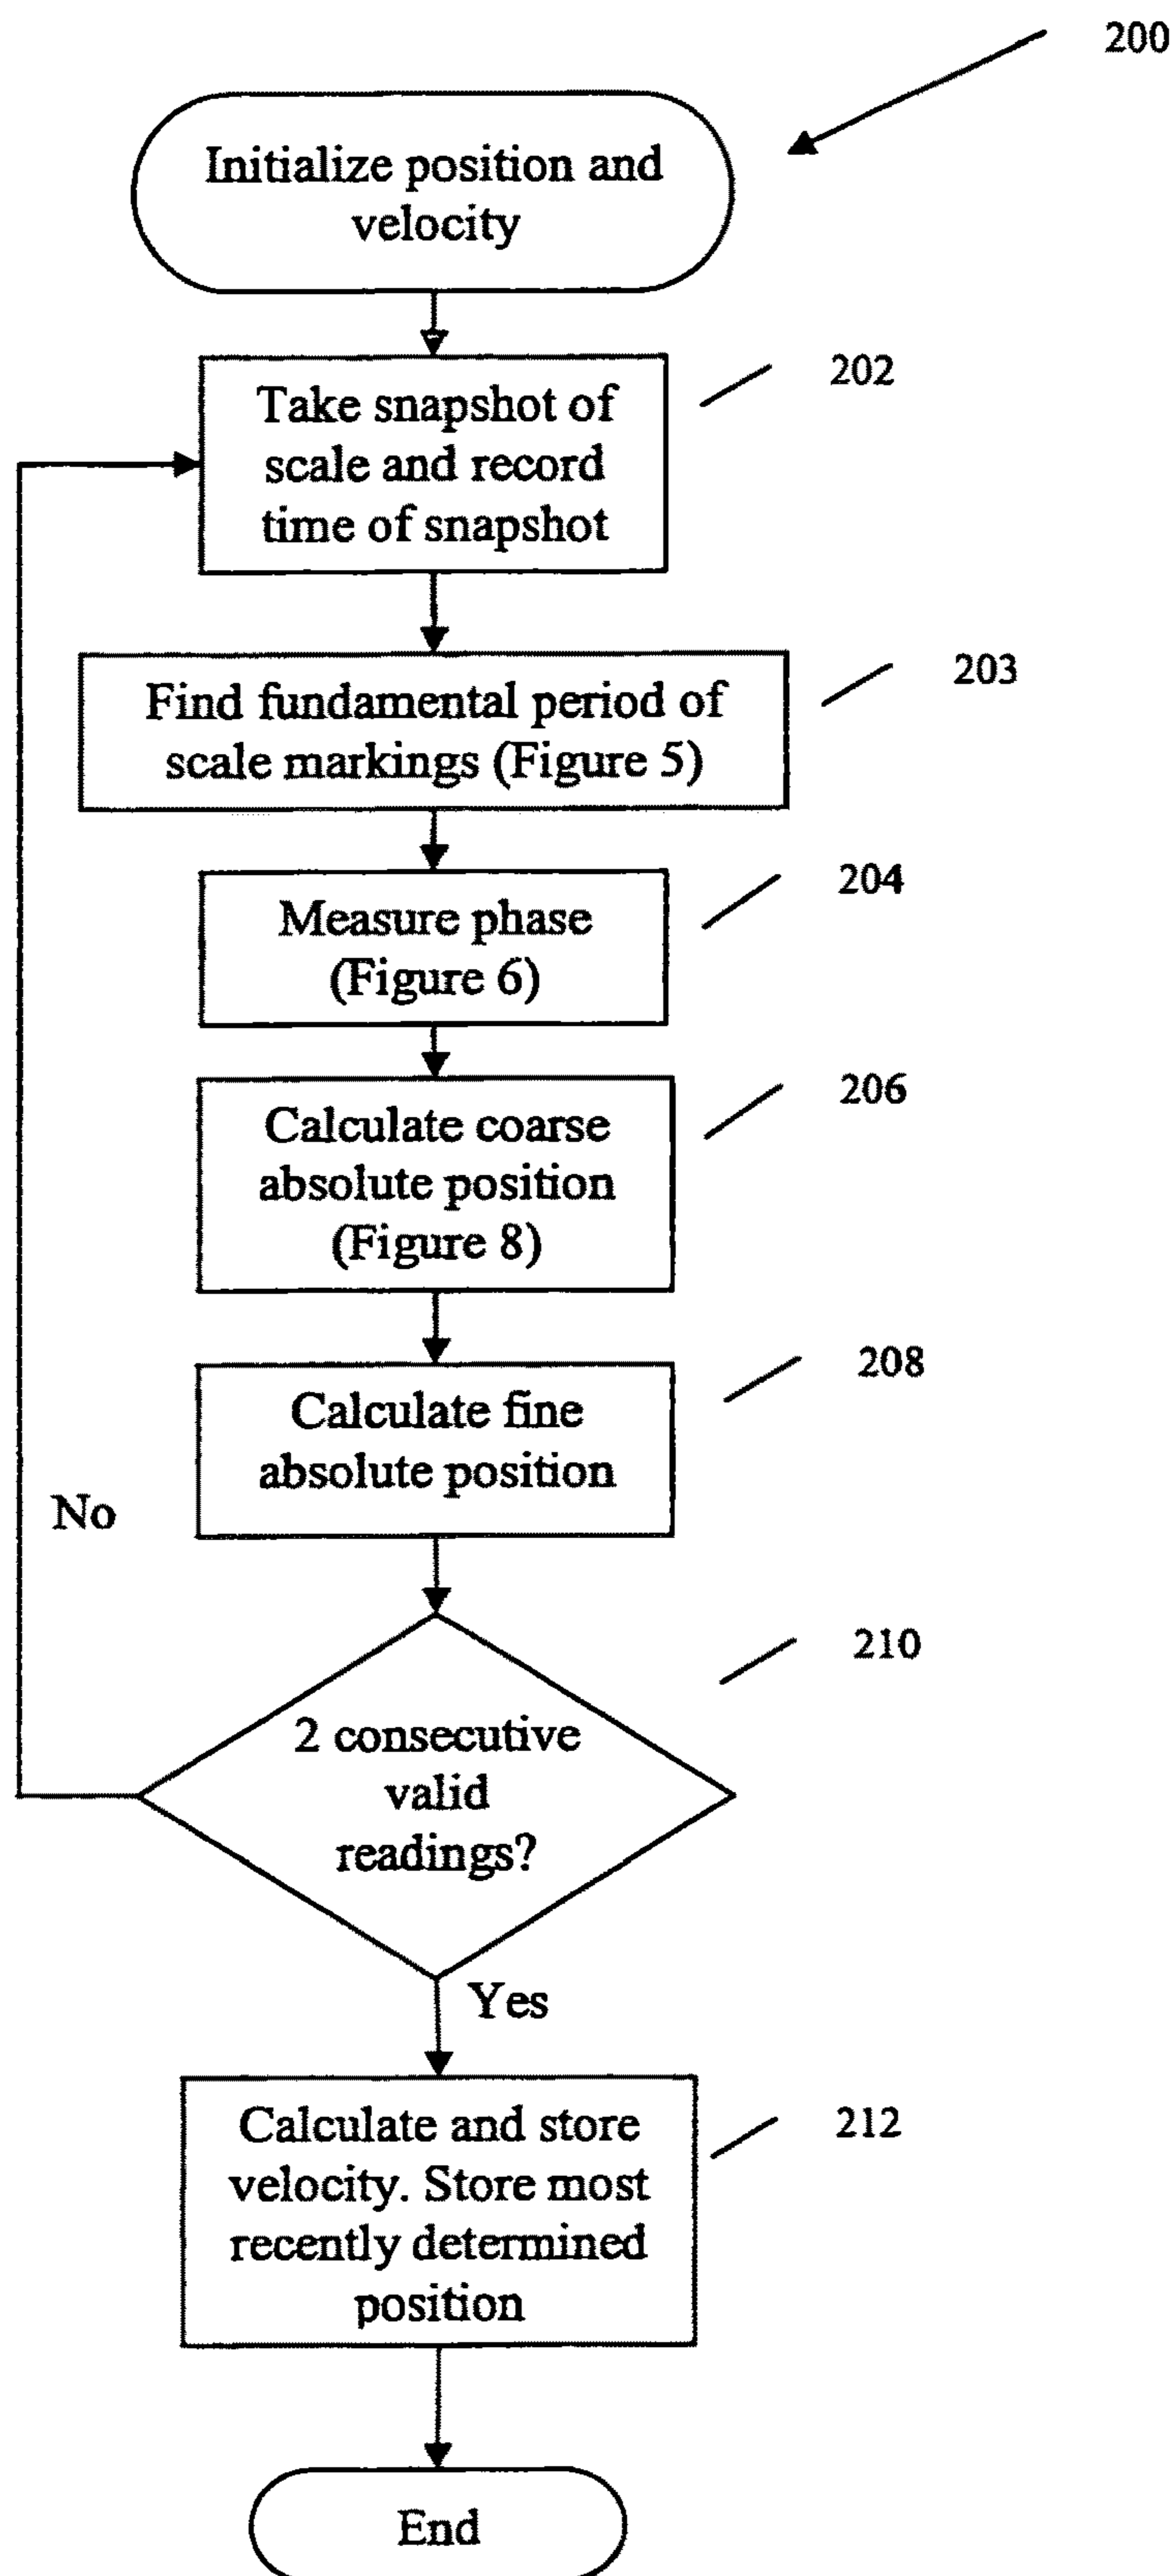 200
Initialize position and
velocity
202
Take snapshot of
scale and record
time of snapshot
203
Find fundamental period of
scale markings (Figure 5)
204
Measure phase
(Figure 6)
206
Calculate coarse
absolute position
(Figure 8)
208
Calculate fine
absolute position
No
210
2 consecutive
valid
readings?
Yes
212
Calculate and store
velocity. Store most
recently determined
position
End